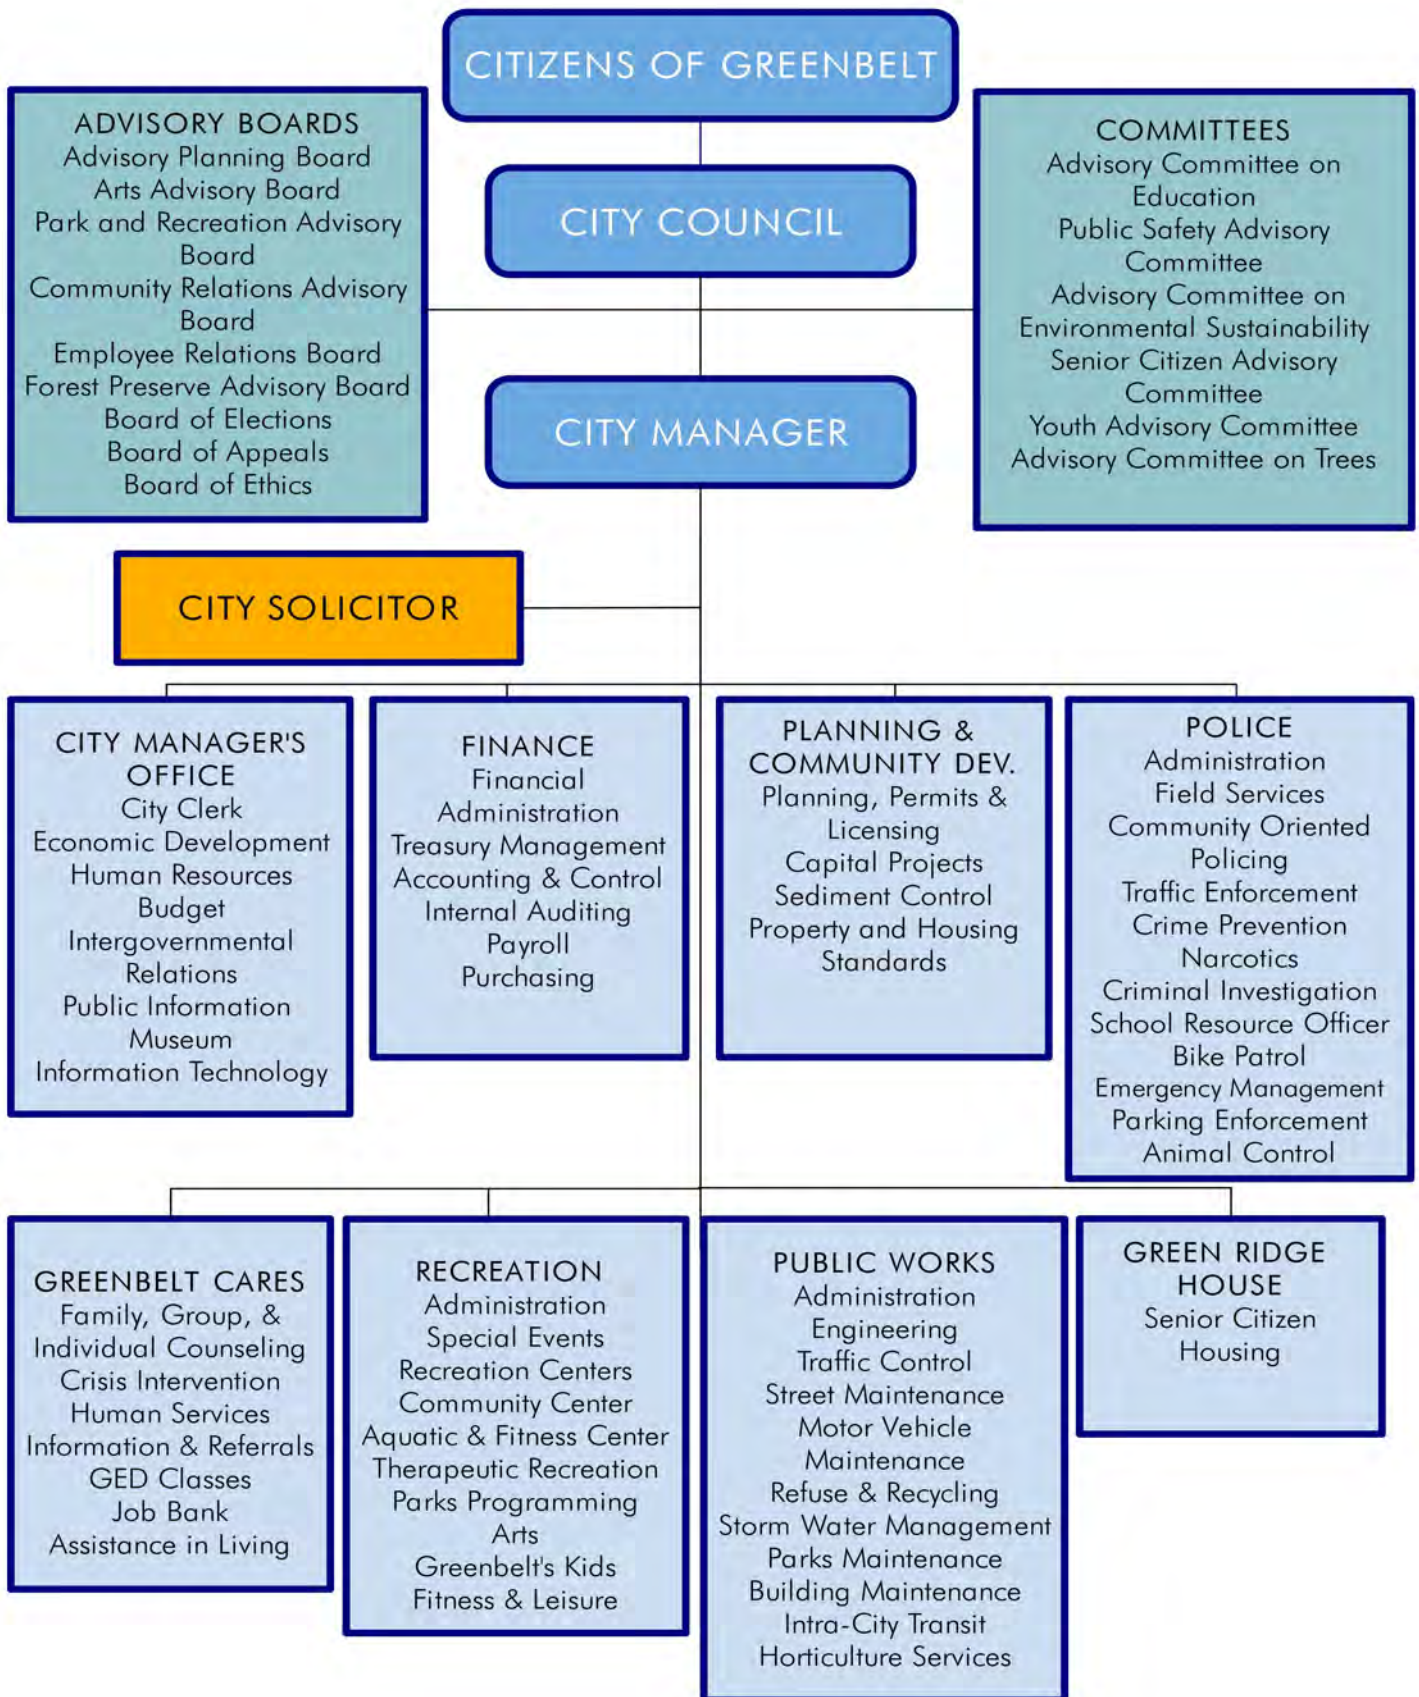 CITIZENS OF GREENBELT
ADVISORY BOARDS
Advisory Planning Board
Arts Advisory Board
Park and Recreation Advisory
Board
Community Relations Advisory
Board
Employee Relations Board
Forest Preserve Advisory Board
Board of Elections
Board of Appeals
Board of Ethics
CITY COUNCIL
CITY MANAGER
COMMITTEES
Advisory Committee on
Education
Public Safety Advisory
Committee
Advisory Committee on
Environmental Sustainability
Senior Citizen Advisory
Committee
Youth Advisory Committee
Advisory Committee on Trees
CITY SOLICITOR
CITY MANAGER'S
OFFICE
City Clerk
Economic Development
Human Resources
Budget
Intergovernmental
Relations
Public Information
Museum
Information Technology
FINANCE
Financial
Administration
Treasury Management
Accounting & Control
Internal Auditing
Payroll
Purchasing
PLANNING &
COMMUNITY DEV.
Planning, Permits &
Licensing
Capital Projects
Sediment Control
Property and Housing
Standards
POLICE
Administration
Field Services
Community Oriented
Policing
Traffic Enforcement
Crime Prevention
Narcotics
Criminal Investigation
School Resource Officer
Bike Patrol
Emergency Management
Parking Enforcement
Animal Control
GREENBELT CARES
Family, Group, &
Individual Counseling
Crisis Intervention
Human Services
Information & Referrals
GED Classes
Job Bank
Assistance in Living
RECREATION
Administration
Special Events
Recreation Centers
Community Center
Aquatic & Fitness Center
Therapeutic Recreation
Parks Programming
Arts
Greenbelt's Kids
Fitness & Leisure
PUBLIC WORKS
Administration
Engineering
Traffic Control
Street Maintenance
Motor Vehicle
Maintenance
Refuse & Recycling
Storm Water Management
Parks Maintenance
Building Maintenance
Intra-City Transit
Horticulture Services
GREEN RIDGE
HOUSE
Senior Citizen
Housing